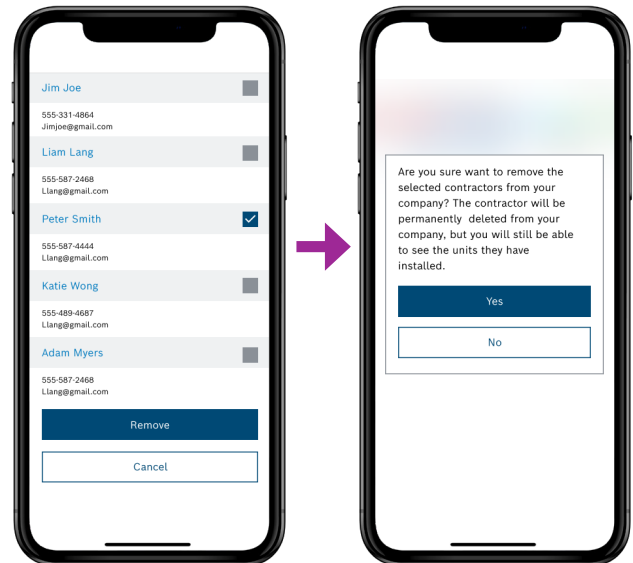 Jim Joe
555-331-4864
Jimjoe@gmail.com
Liam Lang
555-587-2468
Llang@gmail.com
Peter Smith
555-587-4444
Llang@gmail.com
Katie Wong
555-489-4687
Llang@gmail.com
Adam Myers
555-587-2468
Llang@gmail.com
Remove
Cancel
Are you sure want to remove the
selected contractors from your
company? The contractor will be
permanently  deleted from your
company, but you will still be able
to see the units they have
installed.
Yes
No